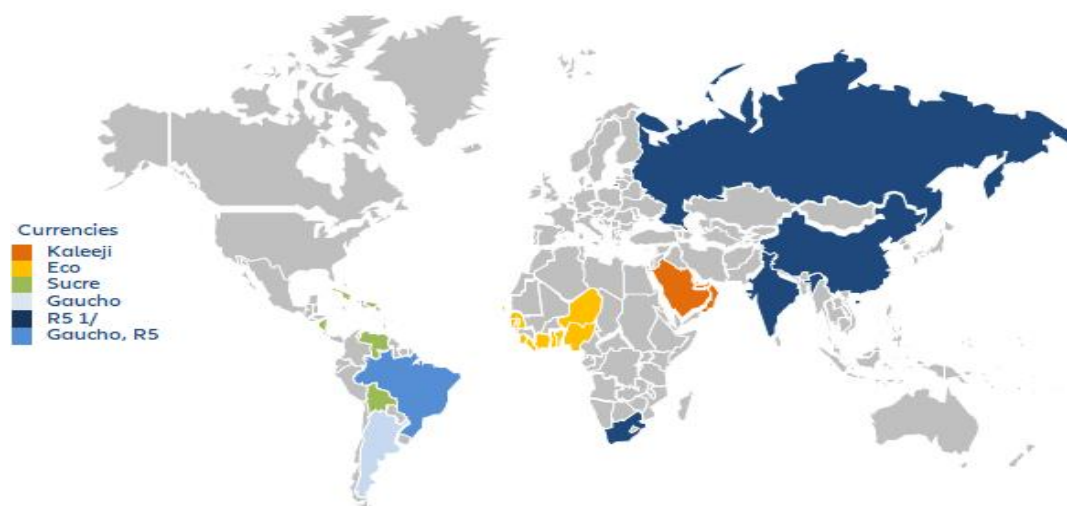 Currencies
Kaleeji
Eco
Sucre
Gaucho
R5 1/
Gaucho, R5